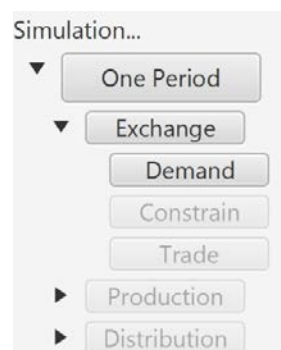 Simulation...
One Period
Exchange
Demand
Constrain
Trade
Production
Distribution